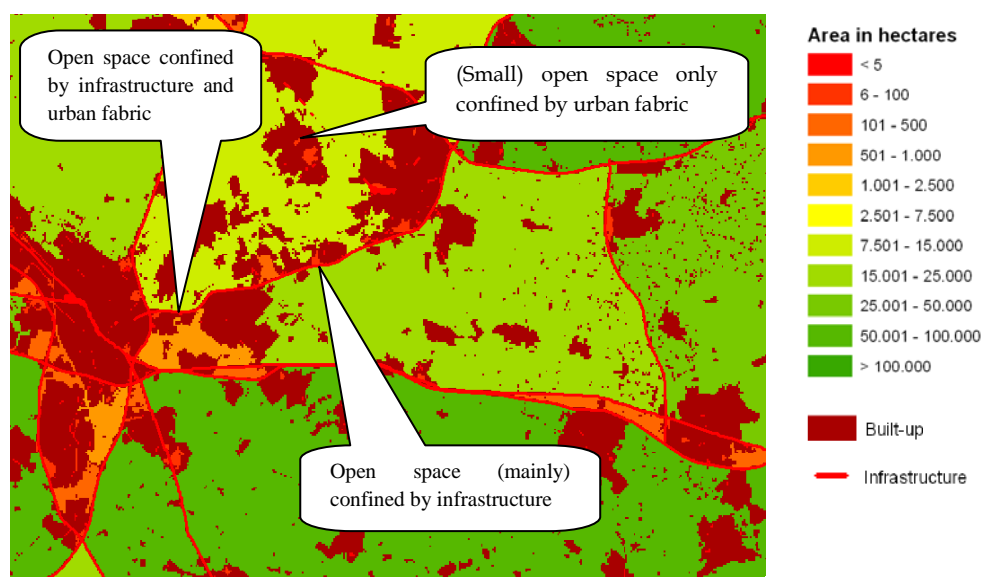 Open space confined
by infrastructure and
urban fabric
(Small) open space only
confined by urban fabric
Open space (mainly)
confined by infrastructure
Area in hectares
< 5
6 - 100
101 - 500
501 - 1.000
1.001 - 2.500
2.501 - 7.500
7.501 - 15.000
15.001 - 25.000
25.001 - 50.000
50.001 - 100.000
> 100.000
Built-up
Infrastructure